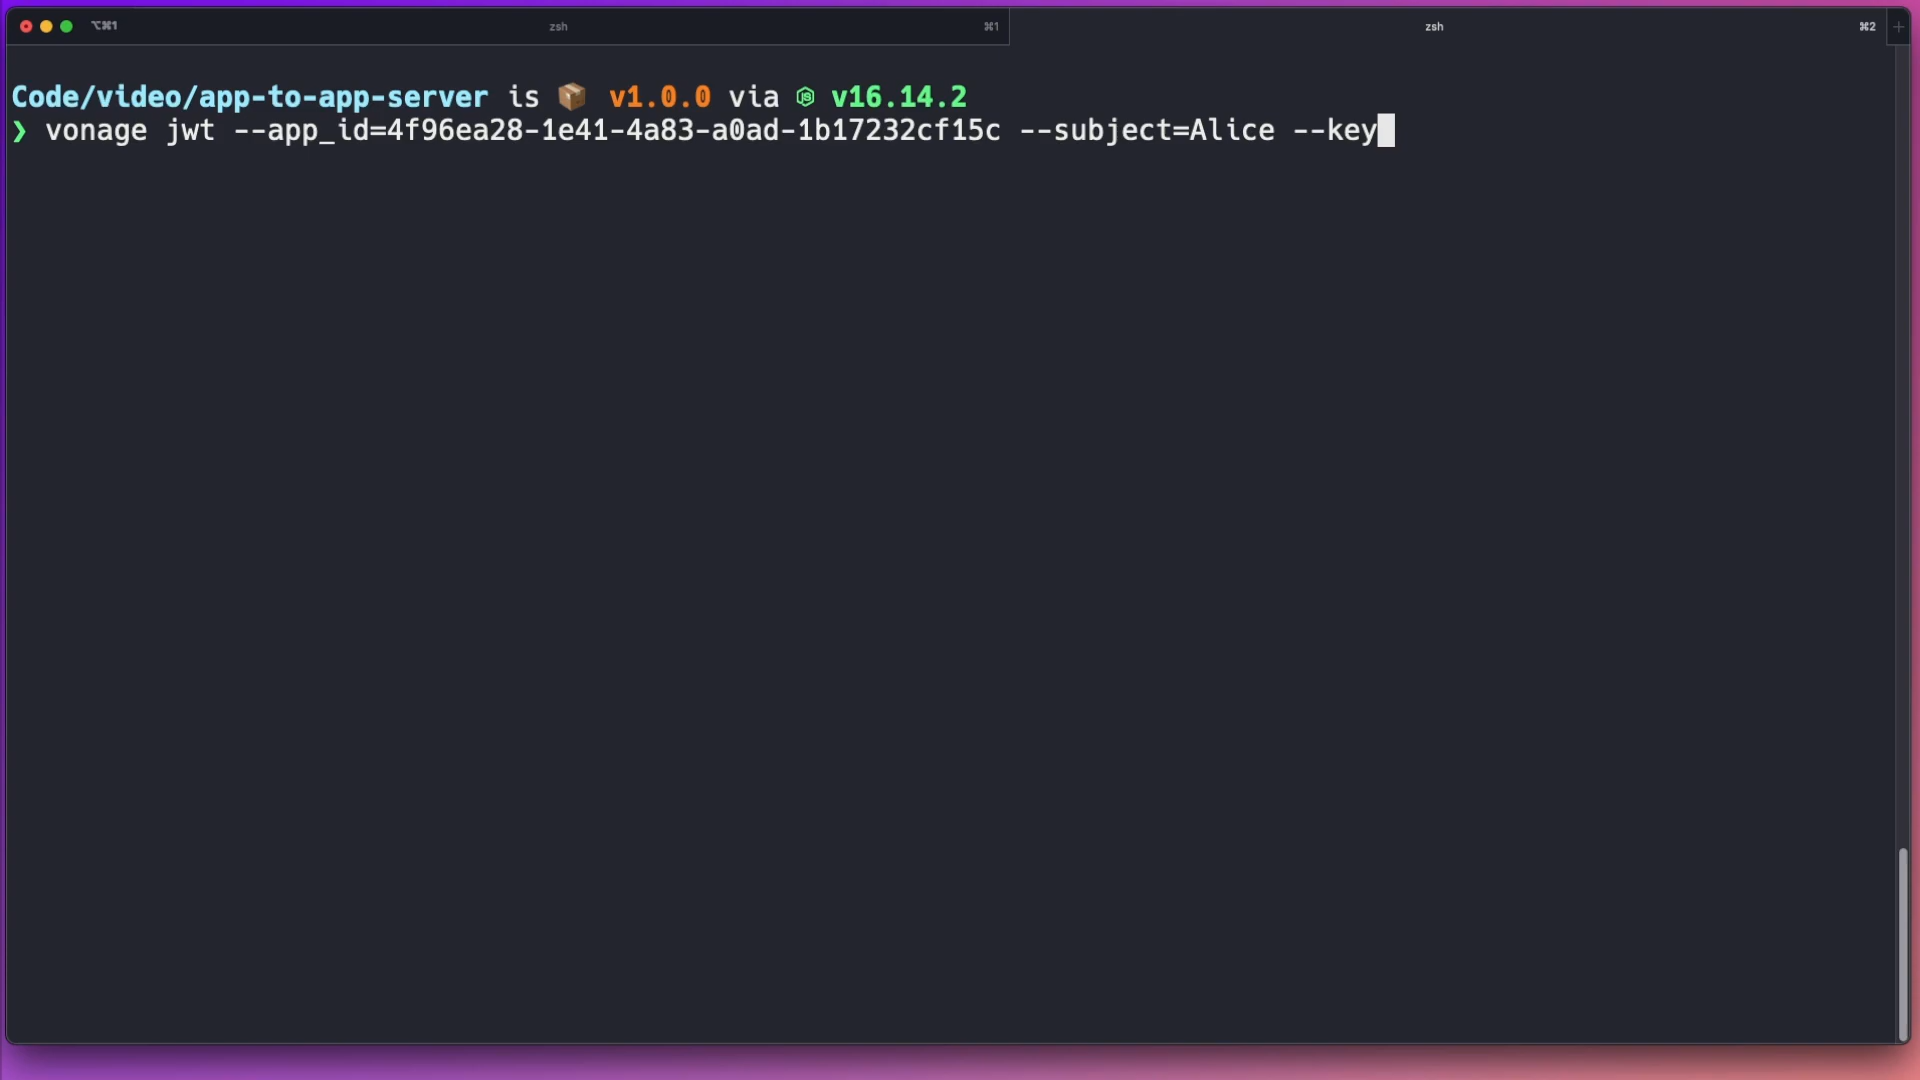 ⌥⌘1 zsh ⌘1 zsh ⌘2 +
Code/video/app-to-app-server is 📦 v1.0.0 via v16.14.2
❯ vonage jwt --app_id=4f96ea28-1e41-4a83-a0ad-1b17232cf15c --subject=Alice --key